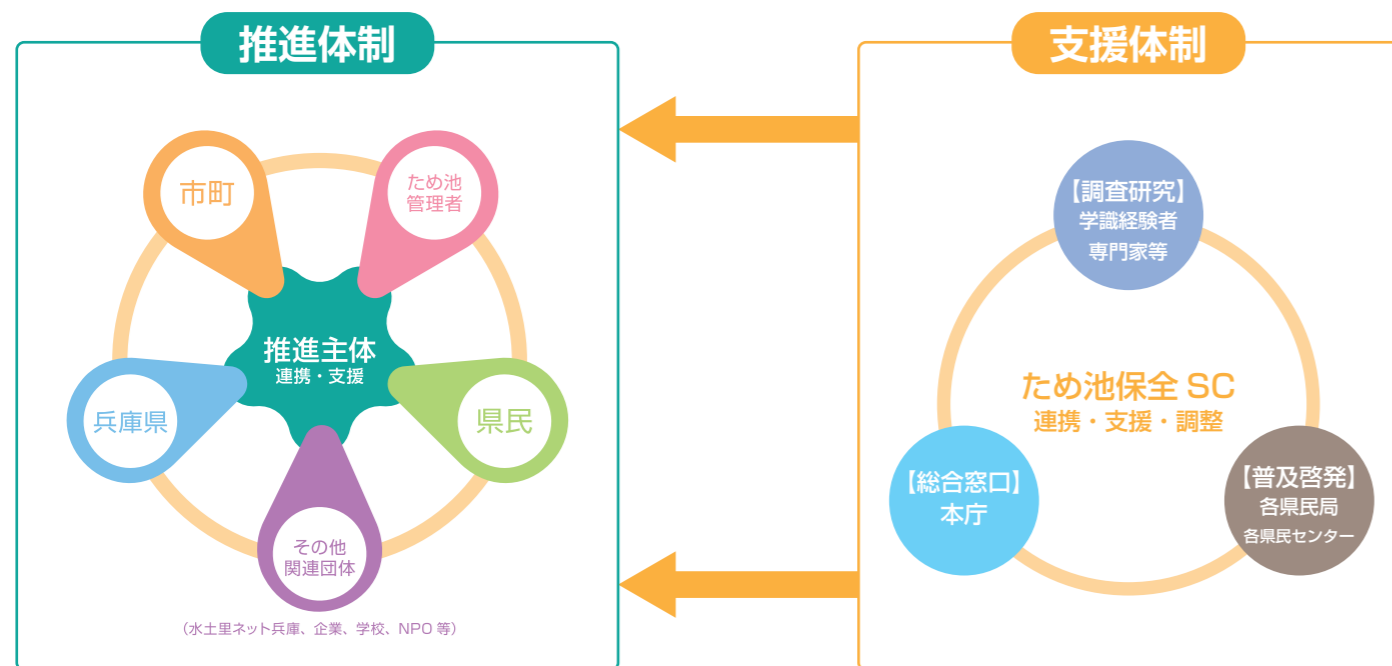 推進体制
市町
ため池
管理者
推進主体
連携・支援
兵庫県
県民
その他
関連団体
（水土里ネット兵庫、企業、学校、NPO 等）
支援体制
【調査研究】
学識経験者
専門家等
ため池保全 SC
連携・支援・調整
【総合窓口】
本庁
【普及啓発】
各県民局
各県民センター